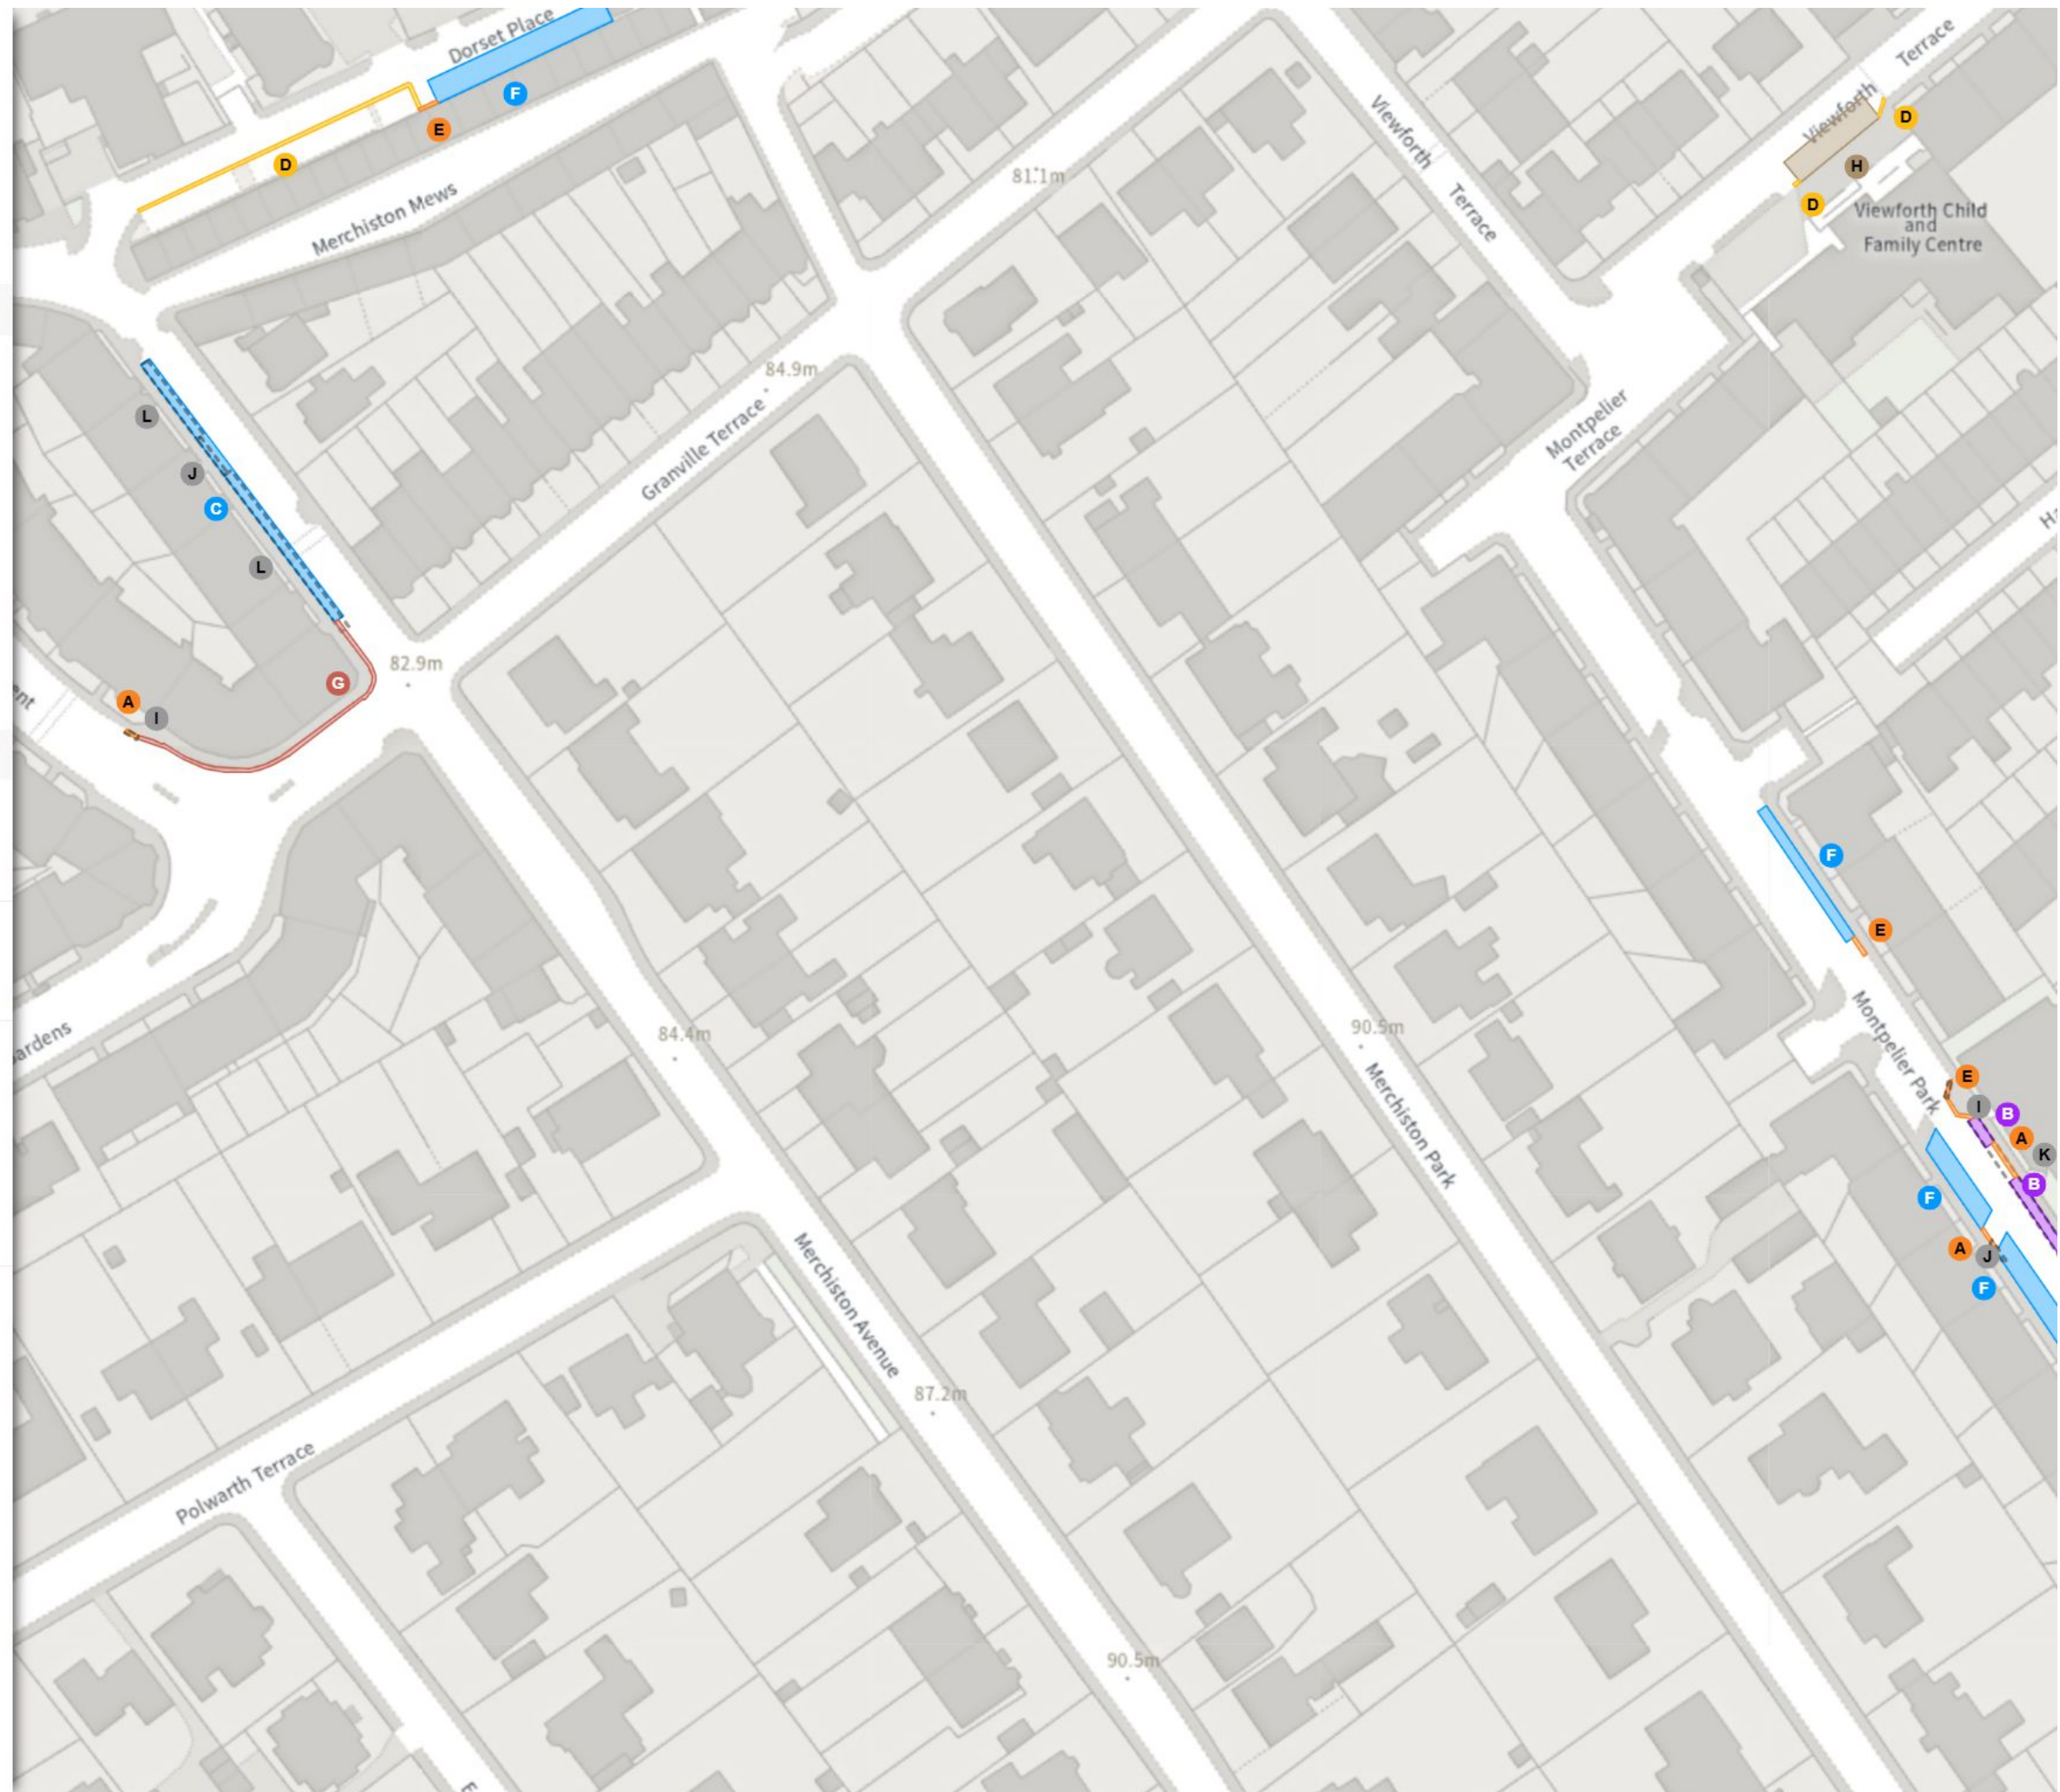 Dorset Place
F
E
D
Merchiston Mews
81.1m
Viewforth
Terrace
Viewforth
Terrace
D
H
D
Viewforth Child
and
Family Centre
84.9m
Granville Terrace
Montpelier
Terrace
L
J
C
L
82.9m
G
A
I
F
E
84.4m
90.5m
Merchiston Park
Montpelier Park
E
I
B
A
K
B
F
A
J
F
Merchiston Avenue
87.2m
Polwarth Terrace
90.5m